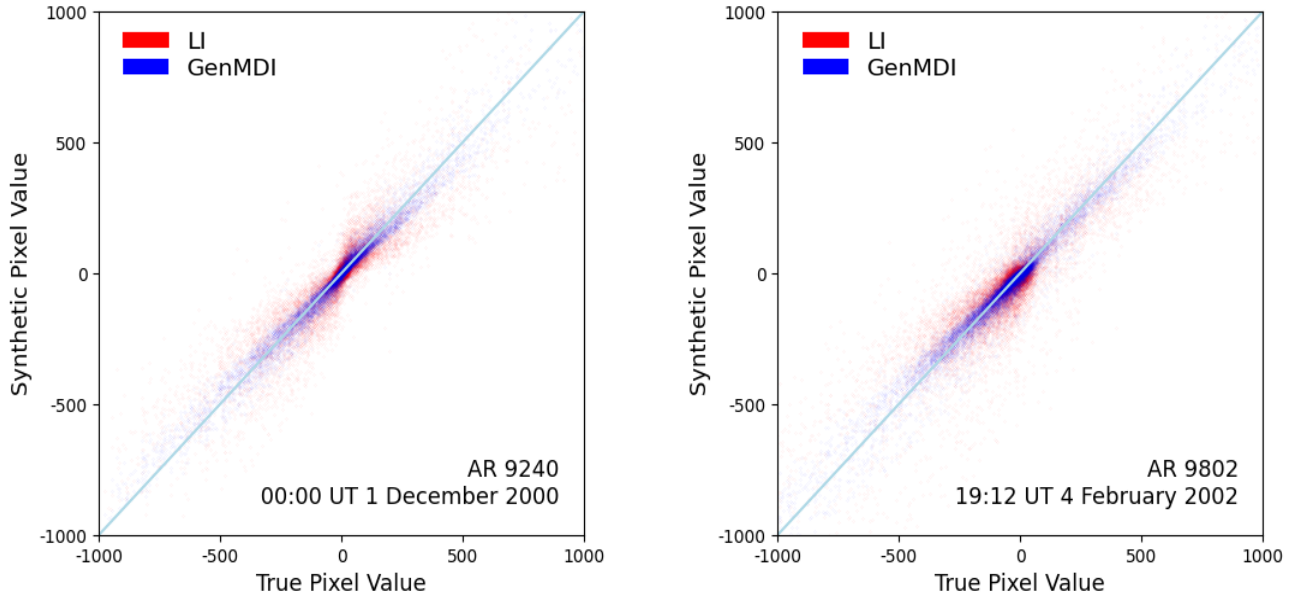 1000
500
0
-500
-1000
-1000
-500
0
500
1000
Synthetic Pixel Value
True Pixel Value
LI
GenMDI
AR 9240
00:00 UT 1 December 2000
1000
500
0
-500
-1000
-1000
-500
0
500
1000
Synthetic Pixel Value
True Pixel Value
LI
GenMDI
AR 9802
19:12 UT 4 February 2002